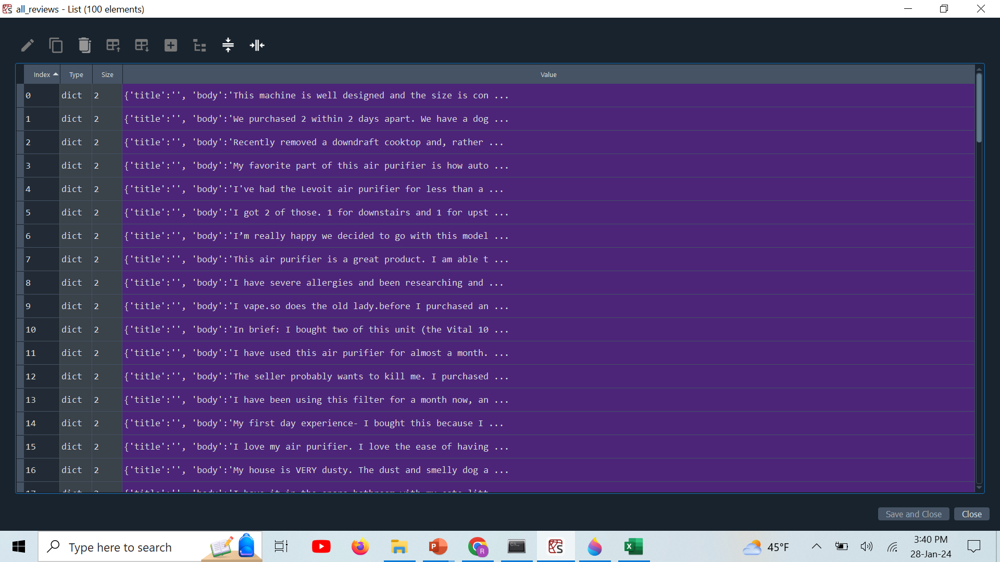 all_reviews - List (100 elements)
Index Type Size Value
0 dict 2 {'title':'', 'body':'This machine is well designed and the size is con ...
1 dict 2 {'title':'', 'body':'We purchased 2 within 2 days apart. We have a dog ...
2 dict 2 {'title':'', 'body':'Recently removed a downdraft cooktop and, rather ...
3 dict 2 {'title':'', 'body':'My favorite part of this air purifier is how auto ...
4 dict 2 {'title':'', 'body':'I've had the Levoit air purifier for less than a ...
5 dict 2 {'title':'', 'body':'I got 2 of those. 1 for downstairs and 1 for upst ...
6 dict 2 {'title':'', 'body':'I’m really happy we decided to go with this model ...
7 dict 2 {'title':'', 'body':'This air purifier is a great product. I am able t ...
8 dict 2 {'title':'', 'body':'I have severe allergies and been researching and ...
9 dict 2 {'title':'', 'body':'I vape.so does the old lady.before I purchased an ...
10 dict 2 {'title':'', 'body':'In brief: I bought two of this unit (the Vital 10 ...
11 dict 2 {'title':'', 'body':'I have used this air purifier for almost a month. ...
12 dict 2 {'title':'', 'body':'The seller probably wants to kill me. I purchased ...
13 dict 2 {'title':'', 'body':'I have been using this filter for a month now, an ...
14 dict 2 {'title':'', 'body':'My first day experience- I bought this because I ...
15 dict 2 {'title':'', 'body':'I love my air purifier. I love the ease of having ...
16 dict 2 {'title':'', 'body':'My house is VERY dusty. The dust and smelly dog a ...
Save and Close Close
Type here to search
45°F
3:40 PM
28-Jan-24